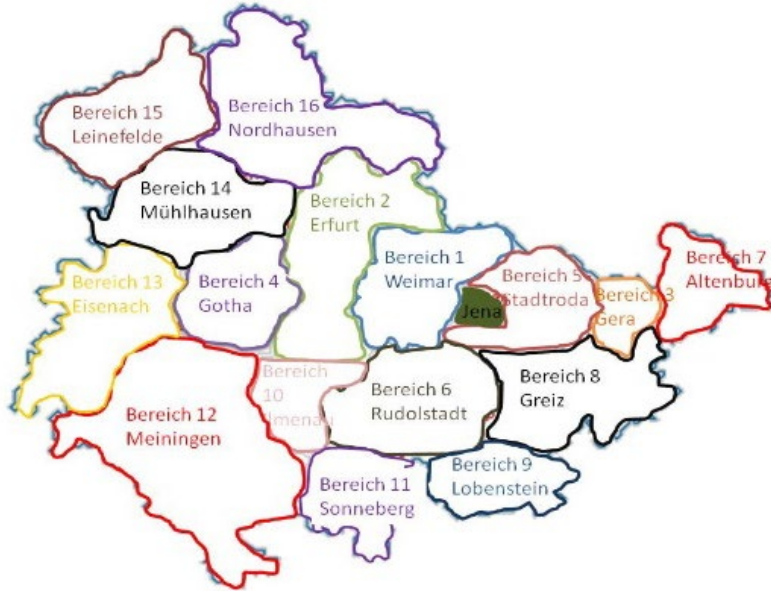 Bereich 15
Leinefelde
Bereich 16
Nordhausen
Bereich 14
Mühlhausen
Bereich 2
Erfurt
Bereich 13
Eisenach
Bereich 4
Gotha
Bereich 1
Weimar
Bereich 5
Stadtroda
Jena
Bereich 3
Gera
Bereich 7
Altenburg
Bereich
10
Ilmenau
Bereich 6
Rudolstadt
Bereich 8
Greiz
Bereich 12
Meiningen
Bereich 11
Sonneberg
Bereich 9
Lobenstein